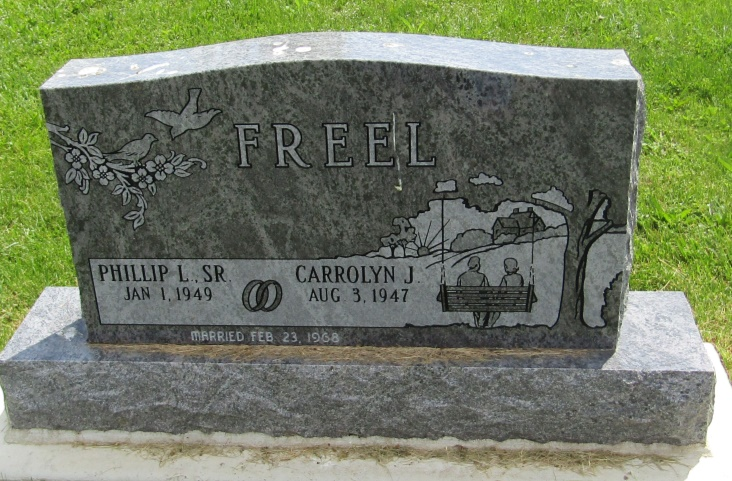 FREEL
PHILLIP L., SR. CARROLYN J.
JAN 1, 1949 AUG 3, 1947
MARRIED FEB. 23, 1968